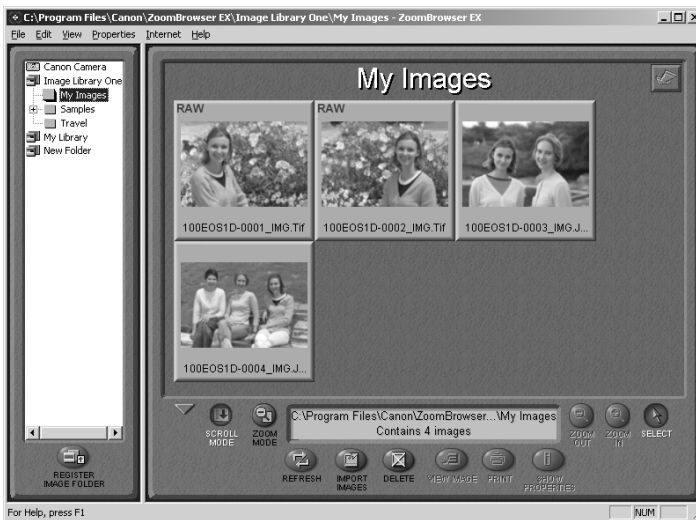 C:\Program Files\Canon\ZoomBrowser EX\Image Library One\My Images - ZoomBrowser EX
File Edit View Properties Internet Help
Canon Camera
Image Library One
My Images
Samples
Travel
My Library
New Folder
REGISTER
IMAGE FOLDER
My Images
RAW
100EOS1D-0001_IMG.Tif
RAW
100EOS1D-0002_IMG.Tif
100EOS1D-0003_IMG.J...
100EOS1D-0004_IMG.J...
SCROLL
MODE
ZOOM
MODE
C:\Program Files\Canon\ZoomBrowser...\My Images
Contains 4 images
ZOOM
OUT
ZOOM
IN
SELECT
REFRESH
IMPORT
IMAGES
DELETE
VIEW IMAGE
PRINT
SHOW
PROPERTIES
For Help, press F1
NUM